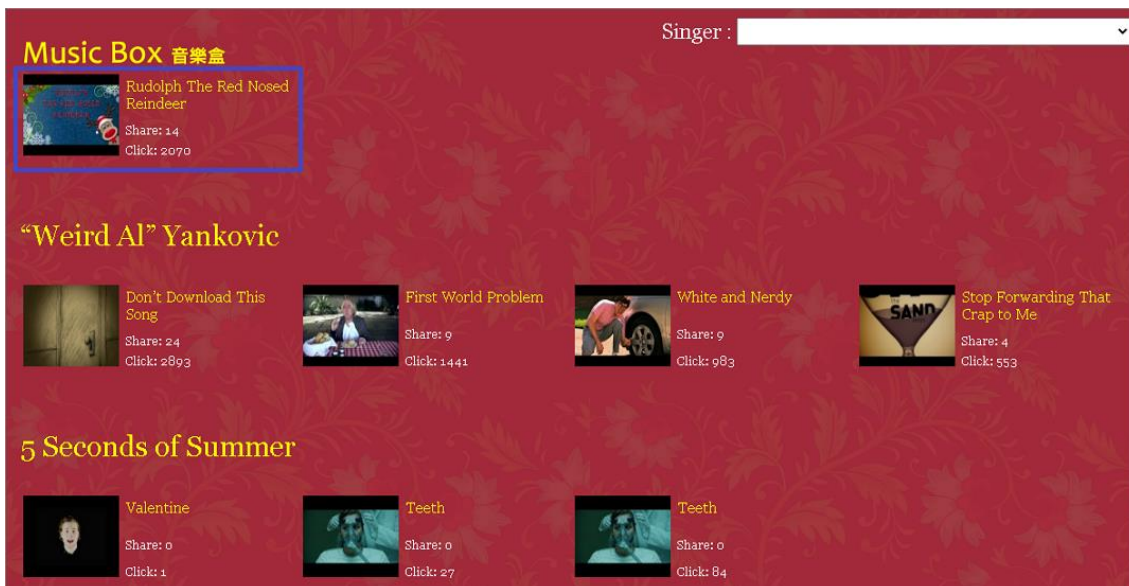 Singer :
Music Box 音樂盒
Rudolph The Red Nosed
Reindeer
Share: 14
Click: 2070
“Weird Al” Yankovic
Don’t Download This
Song
Share: 24
Click: 2893
First World Problem
Share: 9
Click: 1441
White and Nerdy
Share: 9
Click: 983
Stop Forwarding That
Crap to Me
Share: 4
Click: 553
SAND
5 Seconds of Summer
Valentine
Share: 0
Click: 1
Teeth
Share: 0
Click: 27
Teeth
Share: 0
Click: 84